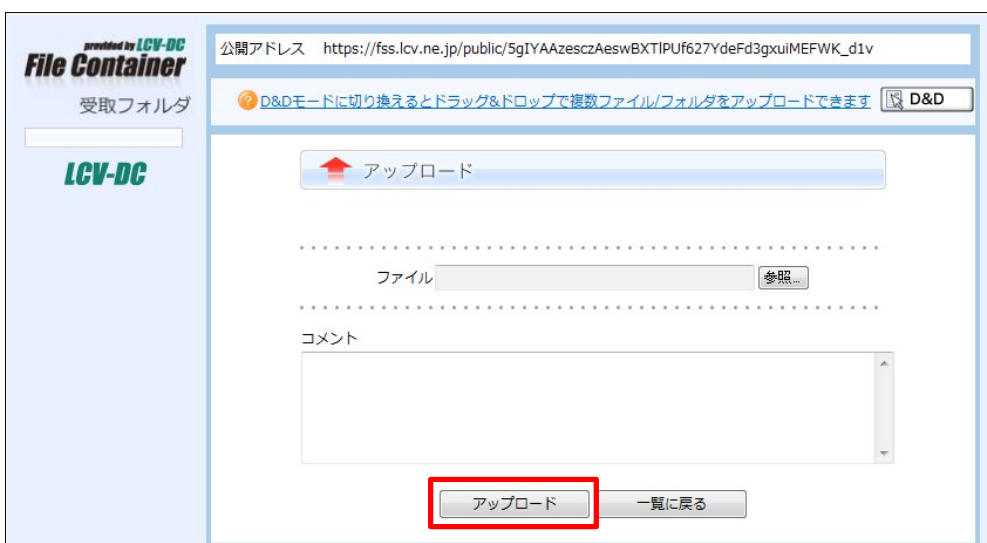 provided by LCV-DC
File Container
受取フォルダ
LCV-DC
公開アドレス https://fss.lcv.ne.jp/public/5gIYAAzesczAeswBXTlPUf627YdeFd3gxuiMEFWK_d1v
D&Dモードに切り換えるとドラッグ&ドロップで複数ファイル/フォルダをアップロードできます D&D
アップロード
ファイル 参照...
コメント
アップロード 一覧に戻る